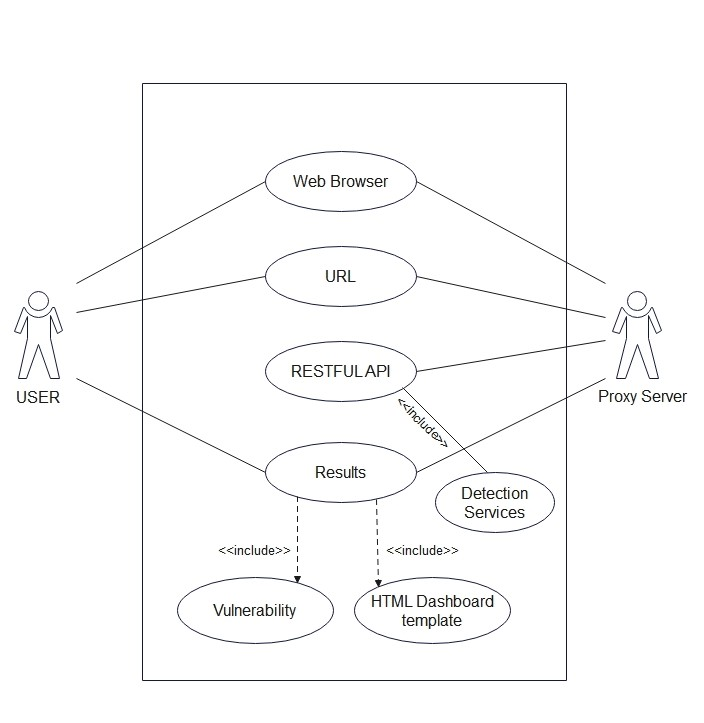 Web Browser
URL
RESTFUL API
USER
Proxy Server
<<include>>
Results
Detection
Services
<<include>>
<<include>>
Vulnerability
HTML Dashboard
template